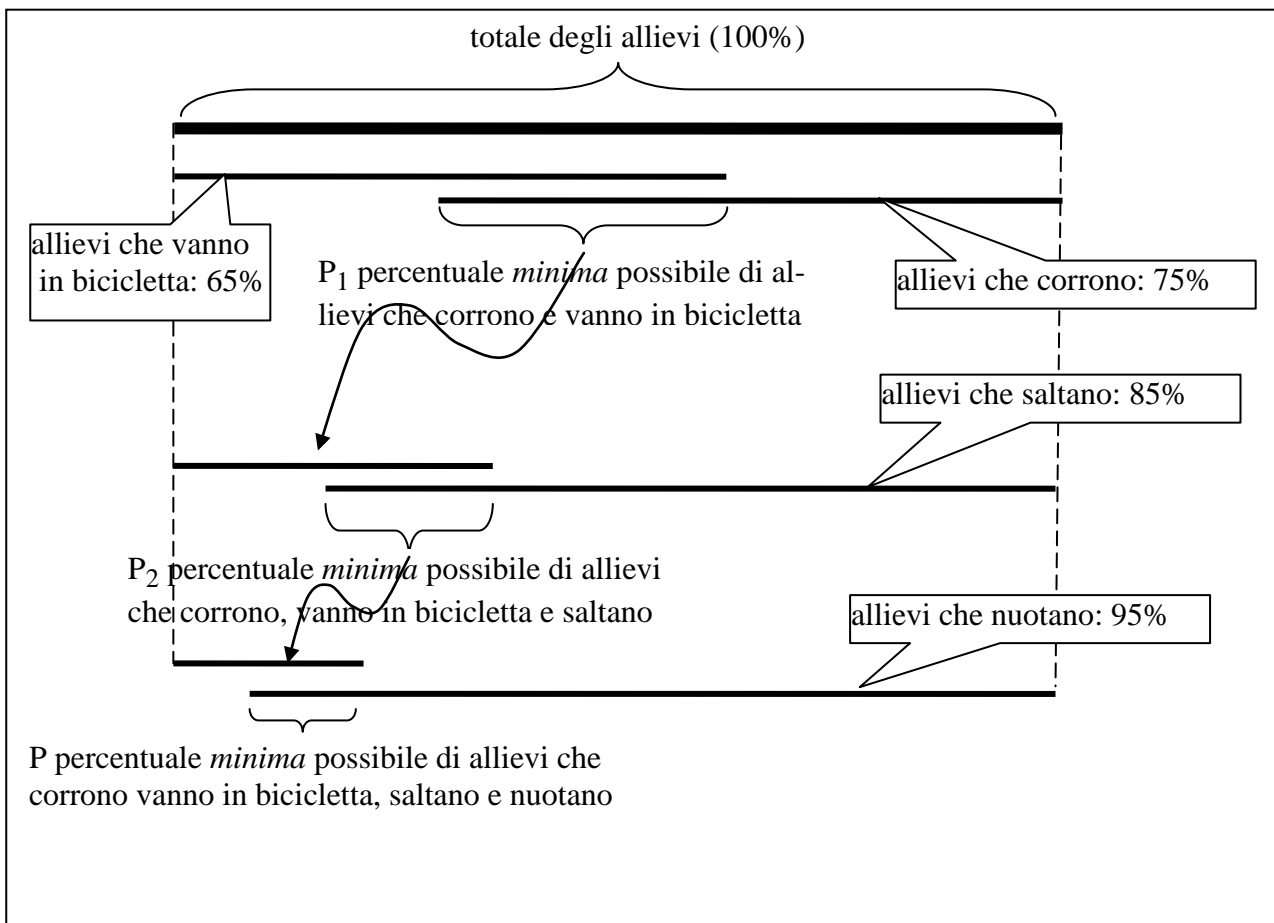 totale degli allievi (100%)
allievi che vanno
in bicicletta: 65%
P1 percentuale minima possibile di al-
lievi che corrono e vanno in bicicletta
allievi che corrono: 75%
allievi che saltano: 85%
P2 percentuale minima possibile di allievi
che corrono, vanno in bicicletta e saltano
allievi che nuotano: 95%
P percentuale minima possibile di allievi che
corrono vanno in bicicletta, saltano e nuotano